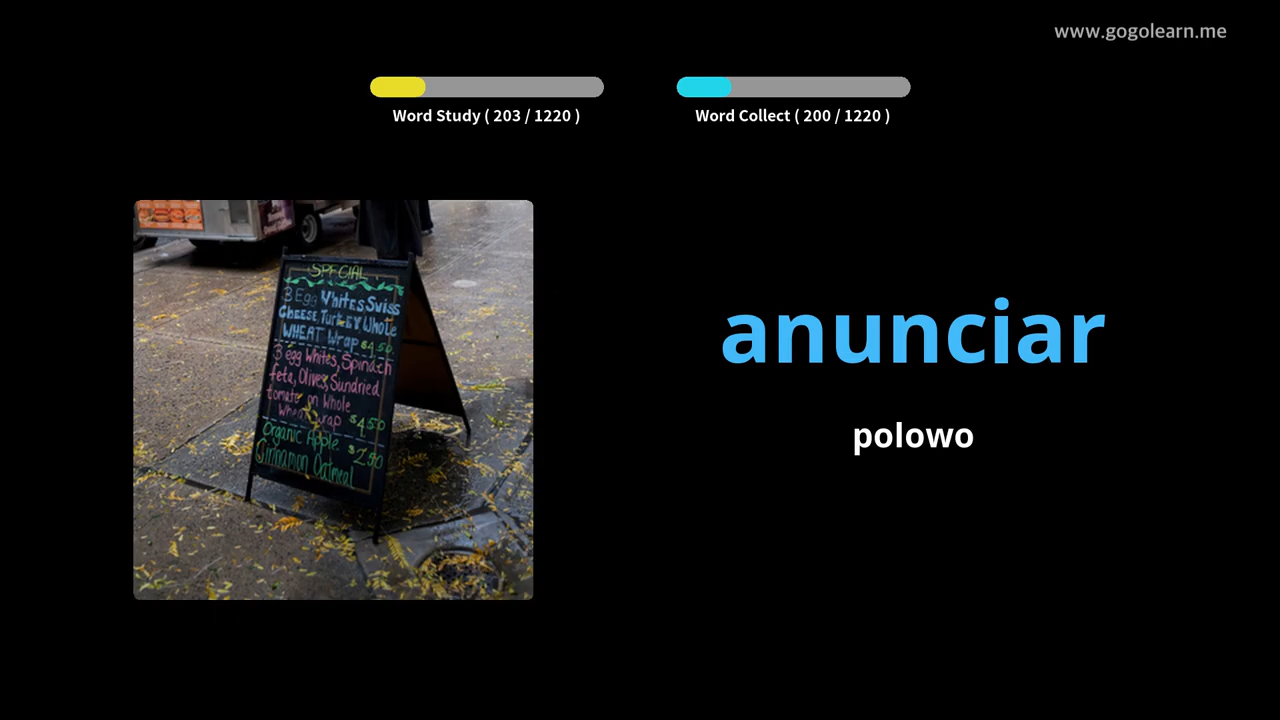 www.gogolearn.me
Word Study ( 203 / 1220 )
Word Collect ( 200 / 1220 )
SPECIAL
3 Egg Whites Swiss
Cheese, Turkey Whole
WHEAT Wrap $4.50
3 egg Whites, Spinach
feta, Olives, Sundried
tomato on Whole
Wheat Wrap $4.50
Organic Apple
Cinnamon Oatmeal $2.50
anunciar
polowo